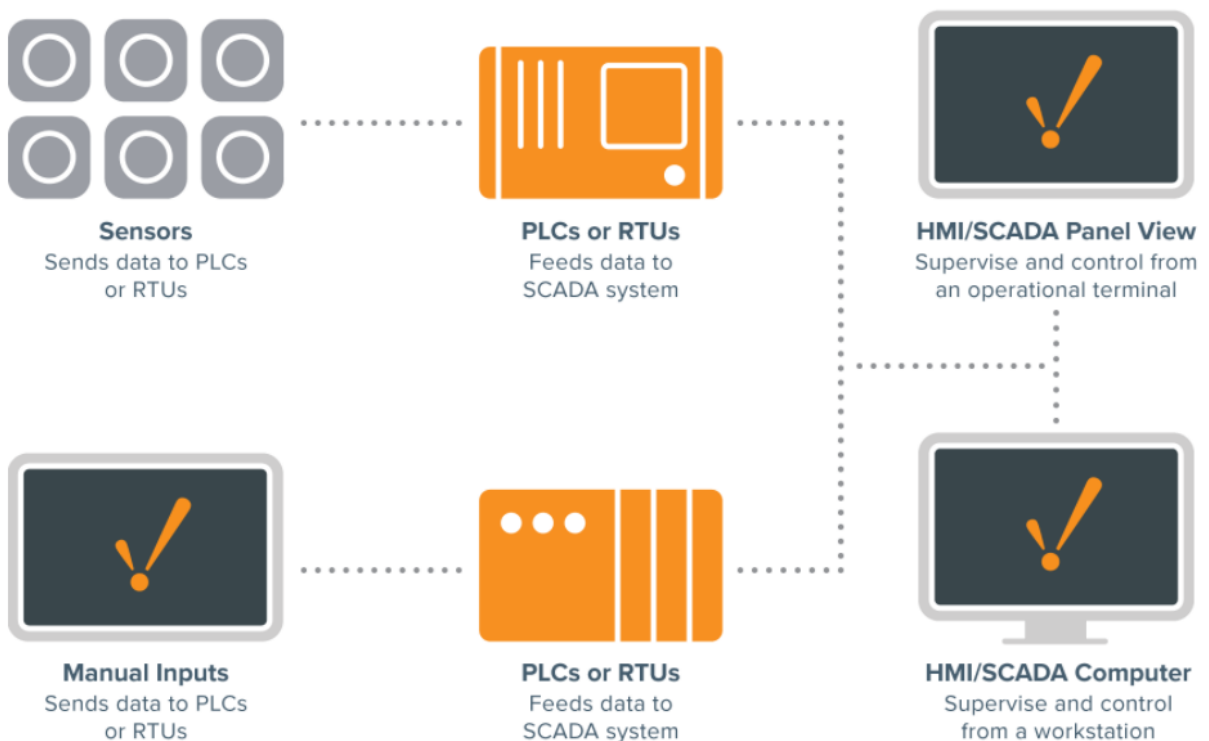 Sensors
Sends data to PLCs
or RTUs
PLCs or RTUs
Feeds data to
SCADA system
HMI/SCADA Panel View
Supervise and control from
an operational terminal
Manual Inputs
Sends data to PLCs
or RTUs
PLCs or RTUs
Feeds data to
SCADA system
HMI/SCADA Computer
Supervise and control
from a workstation